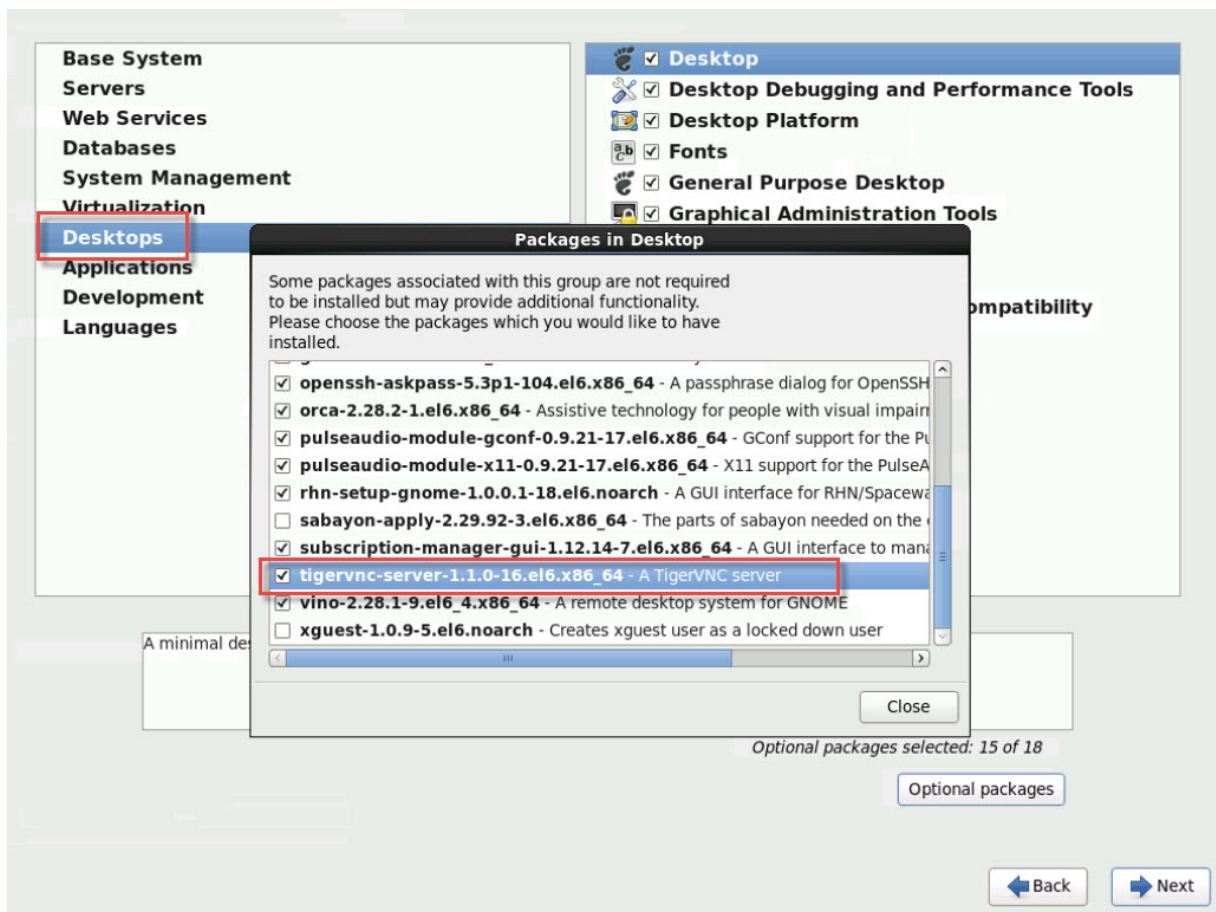 Base System
Servers
Web Services
Databases
System Management
Virtualization
Desktops
Applications
Development
Languages
Desktop
Desktop Debugging and Performance Tools
Desktop Platform
Fonts
General Purpose Desktop
Graphical Administration Tools
ompatibility
Packages in Desktop
Some packages associated with this group are not required
to be installed but may provide additional functionality.
Please choose the packages which you would like to have
installed.
openssh-askpass-5.3p1-104.el6.x86_64 - A passphrase dialog for OpenSSH
orca-2.28.2-1.el6.x86_64 - Assistive technology for people with visual impair
pulseaudio-module-gconf-0.9.21-17.el6.x86_64 - GConf support for the Pu
pulseaudio-module-x11-0.9.21-17.el6.x86_64 - X11 support for the PulseA
rhn-setup-gnome-1.0.0.1-18.el6.noarch - A GUI interface for RHN/Spacewa
sabayon-apply-2.29.92-3.el6.x86_64 - The parts of sabayon needed on the
subscription-manager-gui-1.12.14-7.el6.x86_64 - A GUI interface to mana
tigervnc-server-1.1.0-16.el6.x86_64 - A TigerVNC server
vino-2.28.1-9.el6_4.x86_64 - A remote desktop system for GNOME
xguest-1.0.9-5.el6.noarch - Creates xguest user as a locked down user
A minimal des
Close
Optional packages selected: 15 of 18
Optional packages
Back
Next